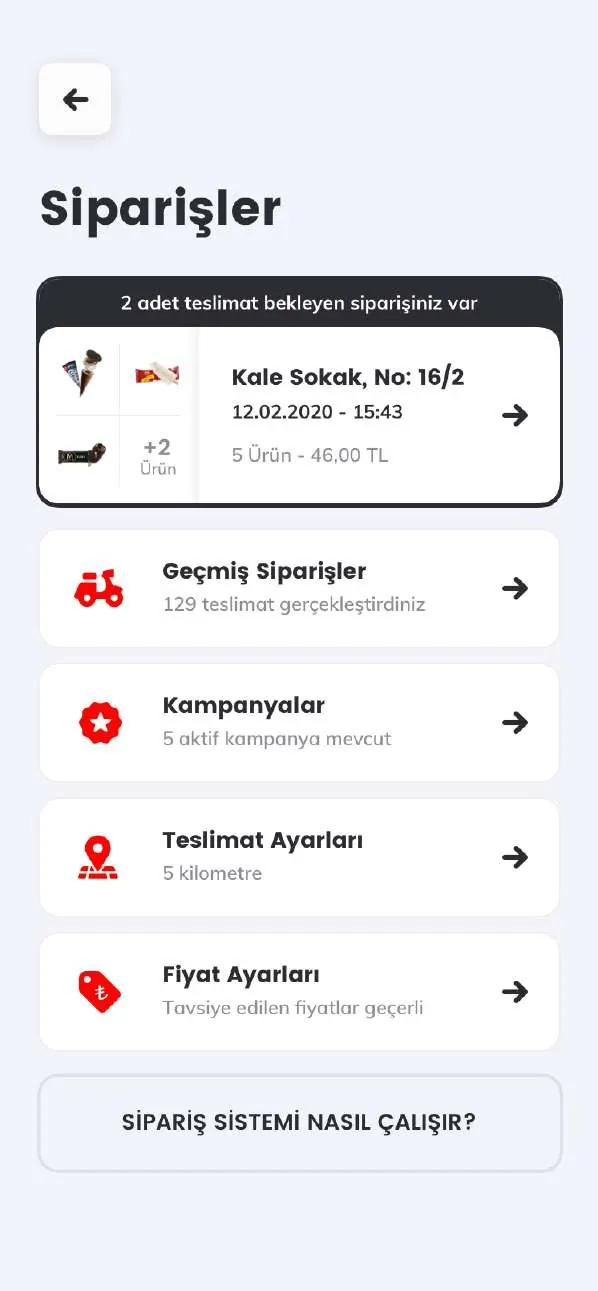 Siparişler
2 adet teslimat bekleyen siparişiniz var
Kale Sokak, No: 16/2
12.02.2020 - 15:43
5 Ürün - 46,00 TL
+2
Ürün
Geçmiş Siparişler
129 teslimat gerçekleştirdiniz
Kampanyalar
5 aktif kampanya mevcut
Teslimat Ayarları
5 kilometre
Fiyat Ayarları
Tavsiye edilen fiyatlar geçerli
SİPARİŞ SİSTEMİ NASIL ÇALIŞIR?